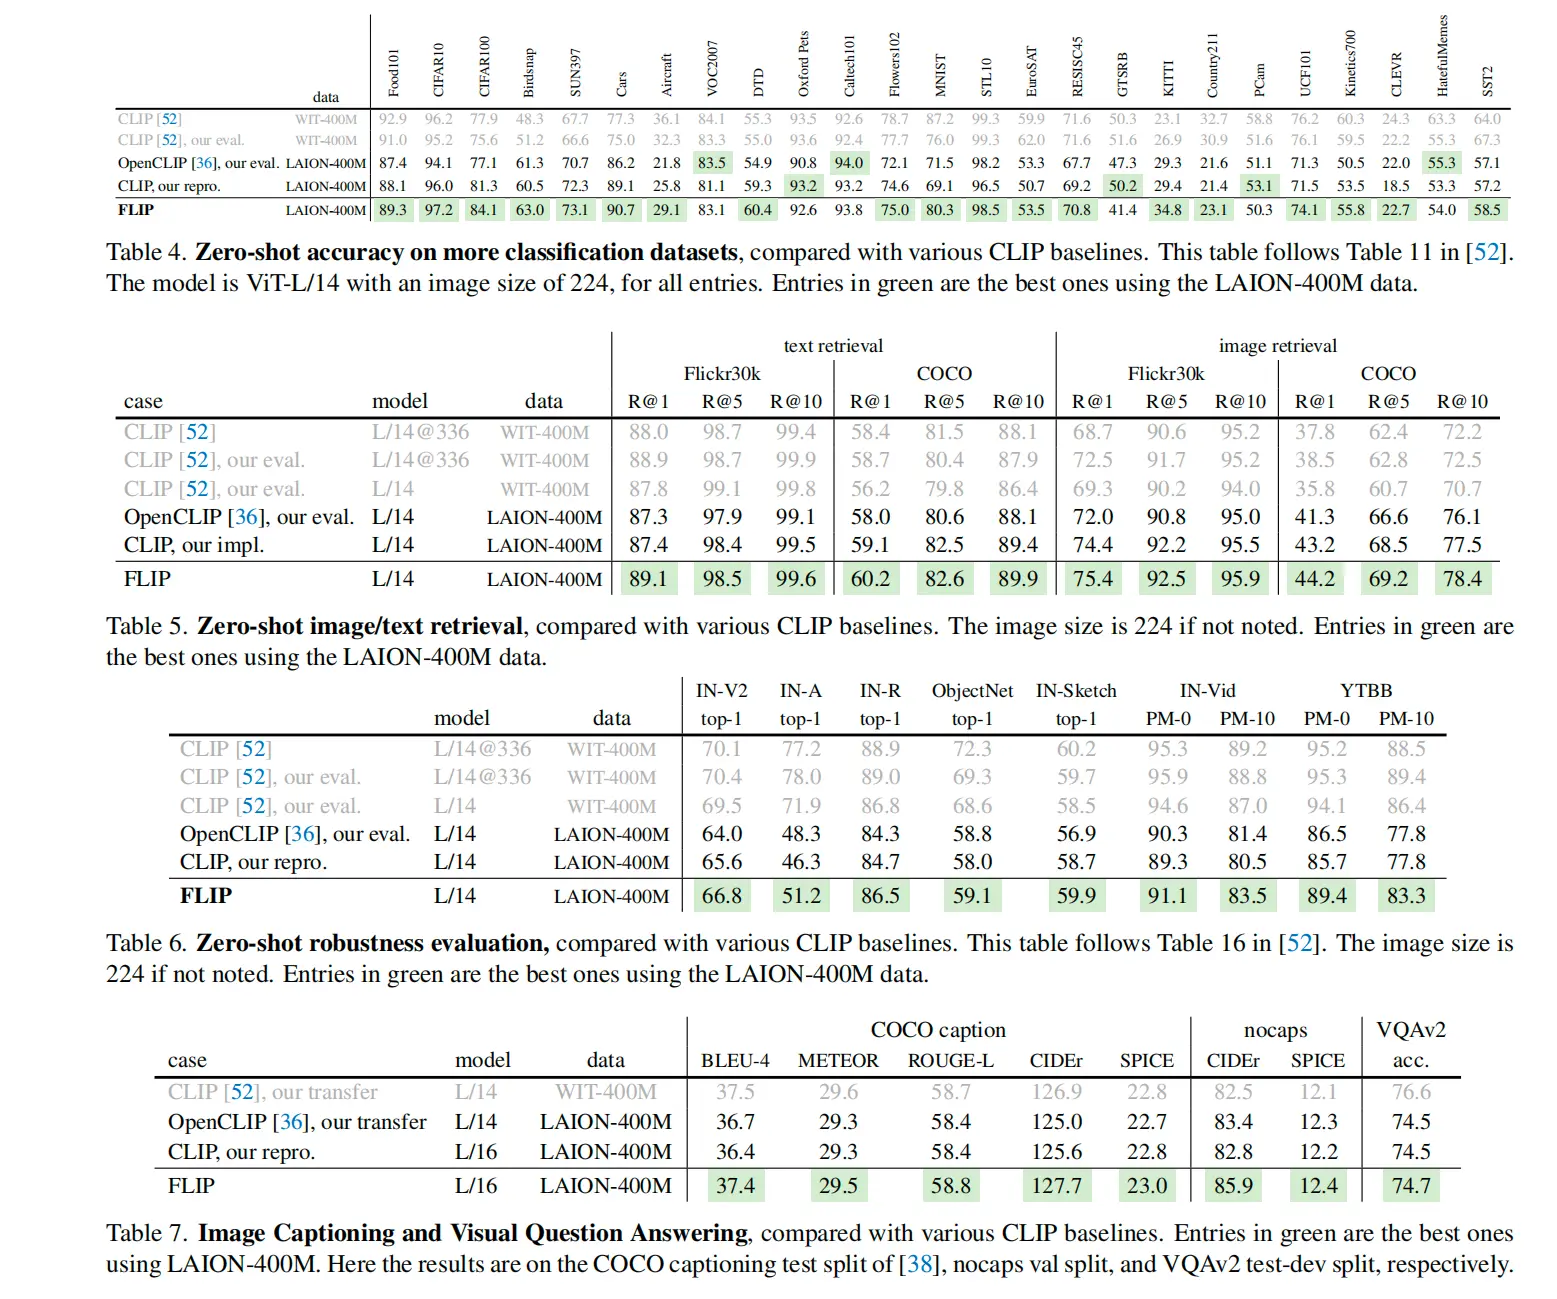 Food101 CIFAR10 CIFAR100 Birdsnap SUN397 Cars Aircraft VOC2007 DTD Oxford Pets Caltech101 Flowers102 MNIST STL10 EuroSAT RESISC45 GTSRB KITTI Country211 PCam UCF101 Kinetics700 CLEVR HatefulMemes SST2
data
CLIP [52] WIT-400M 92.9 96.2 77.9 48.3 67.7 77.3 36.1 84.1 55.3 93.5 92.6 78.7 87.2 99.3 59.9 71.6 50.3 23.1 32.7 58.8 76.2 60.3 24.3 63.3 64.0
CLIP [52], our eval. WIT-400M 91.0 95.2 75.6 51.2 66.6 75.0 32.3 83.3 55.0 93.6 92.4 77.7 76.0 99.3 62.0 71.6 51.6 26.9 30.9 51.6 76.1 59.5 22.2 55.3 67.3
OpenCLIP [36], our eval. LAION-400M 87.4 94.1 77.1 61.3 70.7 86.2 21.8 83.5 54.9 90.8 94.0 72.1 71.5 98.2 53.3 67.7 47.3 29.3 21.6 51.1 71.3 50.5 22.0 55.3 57.1
CLIP, our repro. LAION-400M 88.1 96.0 81.3 60.5 72.3 89.1 25.8 81.1 59.3 93.2 93.2 74.6 69.1 96.5 50.7 69.2 50.2 29.4 21.4 53.1 71.5 53.5 18.5 53.3 57.2
FLIP LAION-400M 89.3 97.2 84.1 63.0 73.1 90.7 29.1 83.1 60.4 92.6 93.8 75.0 80.3 98.5 53.5 70.8 41.4 34.8 23.1 50.3 74.1 55.8 22.7 54.0 58.5
Table 4. Zero-shot accuracy on more classification datasets, compared with various CLIP baselines. This table follows Table 11 in [52].
The model is ViT-L/14 with an image size of 224, for all entries. Entries in green are the best ones using the LAION-400M data.
text retrieval image retrieval
Flickr30k COCO Flickr30k COCO
case model data R@1 R@5 R@10 R@1 R@5 R@10 R@1 R@5 R@10 R@1 R@5 R@10
CLIP [52] L/14@336 WIT-400M 88.0 98.7 99.4 58.4 81.5 88.1 68.7 90.6 95.2 37.8 62.4 72.2
CLIP [52], our eval. L/14@336 WIT-400M 88.9 98.7 99.9 58.7 80.4 87.9 72.5 91.7 95.2 38.5 62.8 72.5
CLIP [52], our eval. L/14 WIT-400M 87.8 99.1 99.8 56.2 79.8 86.4 69.3 90.2 94.0 35.8 60.7 70.7
OpenCLIP [36], our eval. L/14 LAION-400M 87.3 97.9 99.1 58.0 80.6 88.1 72.0 90.8 95.0 41.3 66.6 76.1
CLIP, our impl. L/14 LAION-400M 87.4 98.4 99.5 59.1 82.5 89.4 74.4 92.2 95.5 43.2 68.5 77.5
FLIP L/14 LAION-400M 89.1 98.5 99.6 60.2 82.6 89.9 75.4 92.5 95.9 44.2 69.2 78.4
Table 5. Zero-shot image/text retrieval, compared with various CLIP baselines. The image size is 224 if not noted. Entries in green are
the best ones using the LAION-400M data.
IN-V2 IN-A IN-R ObjectNet IN-Sketch IN-Vid YTBB
model data top-1 top-1 top-1 top-1 top-1 PM-0 PM-10 PM-0 PM-10
CLIP [52] L/14@336 WIT-400M 70.1 77.2 88.9 72.3 60.2 95.3 89.2 95.2 88.5
CLIP [52], our eval. L/14@336 WIT-400M 70.4 78.0 89.0 69.3 59.7 95.9 88.8 95.3 89.4
CLIP [52], our eval. L/14 WIT-400M 69.5 71.9 86.8 68.6 58.5 94.6 87.0 94.1 86.4
OpenCLIP [36], our eval. L/14 LAION-400M 64.0 48.3 84.3 58.8 56.9 90.3 81.4 86.5 77.8
CLIP, our repro. L/14 LAION-400M 65.6 46.3 84.7 58.0 58.7 89.3 80.5 85.7 77.8
FLIP L/14 LAION-400M 66.8 51.2 86.5 59.1 59.9 91.1 83.5 89.4 83.3
Table 6. Zero-shot robustness evaluation, compared with various CLIP baselines. This table follows Table 16 in [52]. The image size is
224 if not noted. Entries in green are the best ones using the LAION-400M data.
COCO caption nocaps VQAv2
case model data BLEU-4 METEOR ROUGE-L CIDEr SPICE CIDEr SPICE acc.
CLIP [52], our transfer L/14 WIT-400M 37.5 29.6 58.7 126.9 22.8 82.5 12.1 76.6
OpenCLIP [36], our transfer L/14 LAION-400M 36.7 29.3 58.4 125.0 22.7 83.4 12.3 74.5
CLIP, our repro. L/16 LAION-400M 36.4 29.3 58.4 125.6 22.8 82.8 12.2 74.5
FLIP L/16 LAION-400M 37.4 29.5 58.8 127.7 23.0 85.9 12.4 74.7
Table 7. Image Captioning and Visual Question Answering, compared with various CLIP baselines. Entries in green are the best ones
using LAION-400M. Here the results are on the COCO captioning test split of [38], nocaps val split, and VQAv2 test-dev split, respectively.